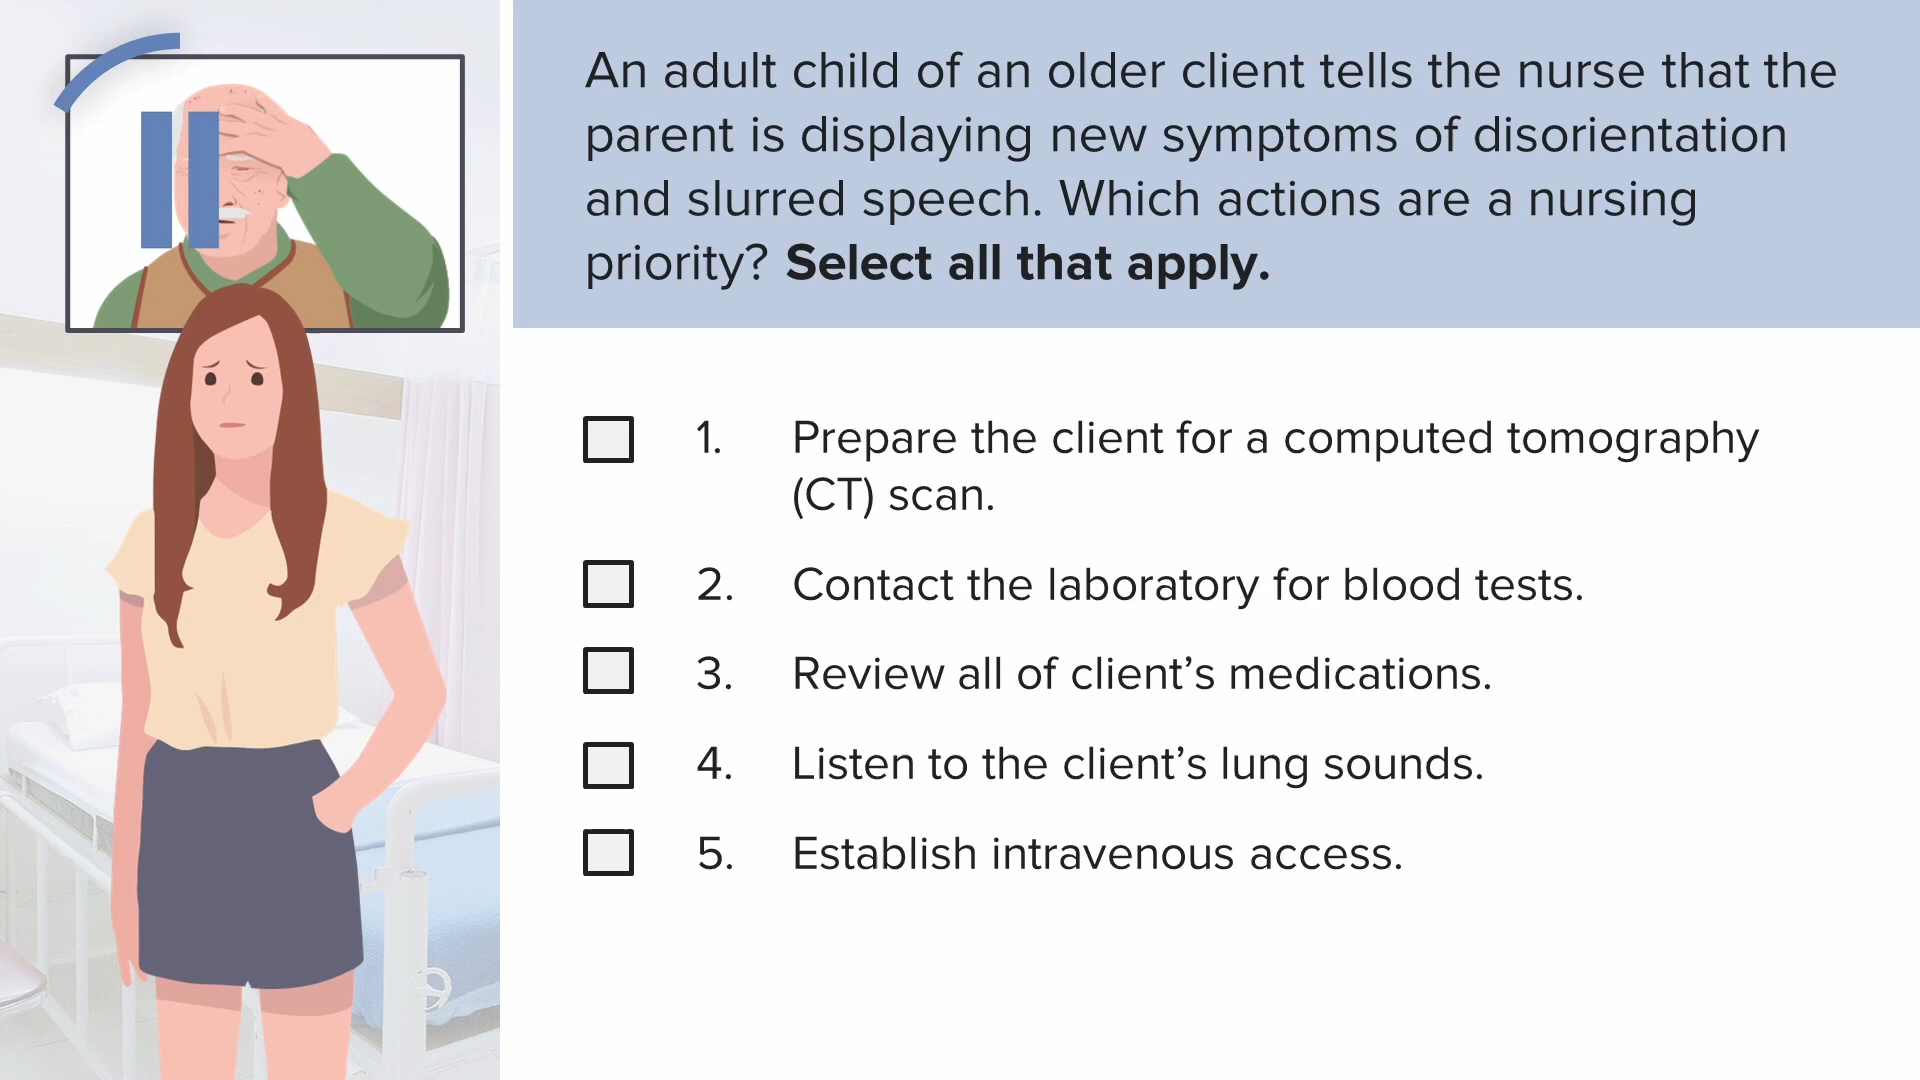 An adult child of an older client tells the nurse that the
parent is displaying new symptoms of disorientation
and slurred speech. Which actions are a nursing
priority? Select all that apply.
1. Prepare the client for a computed tomography
(CT) scan.
2. Contact the laboratory for blood tests.
3. Review all of client’s medications.
4. Listen to the client’s lung sounds.
5. Establish intravenous access.